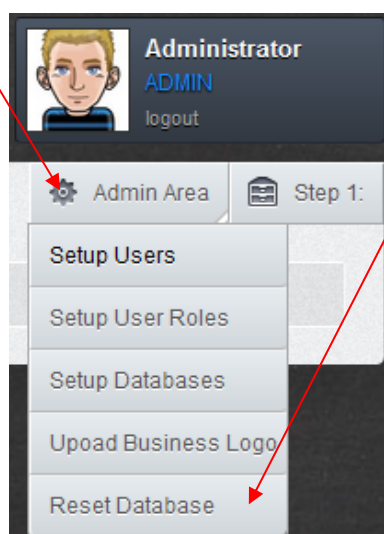 Administrator
ADMIN
logout
Admin Area
Step 1:
Setup Users
Setup User Roles
Setup Databases
Upoad Business Logo
Reset Database